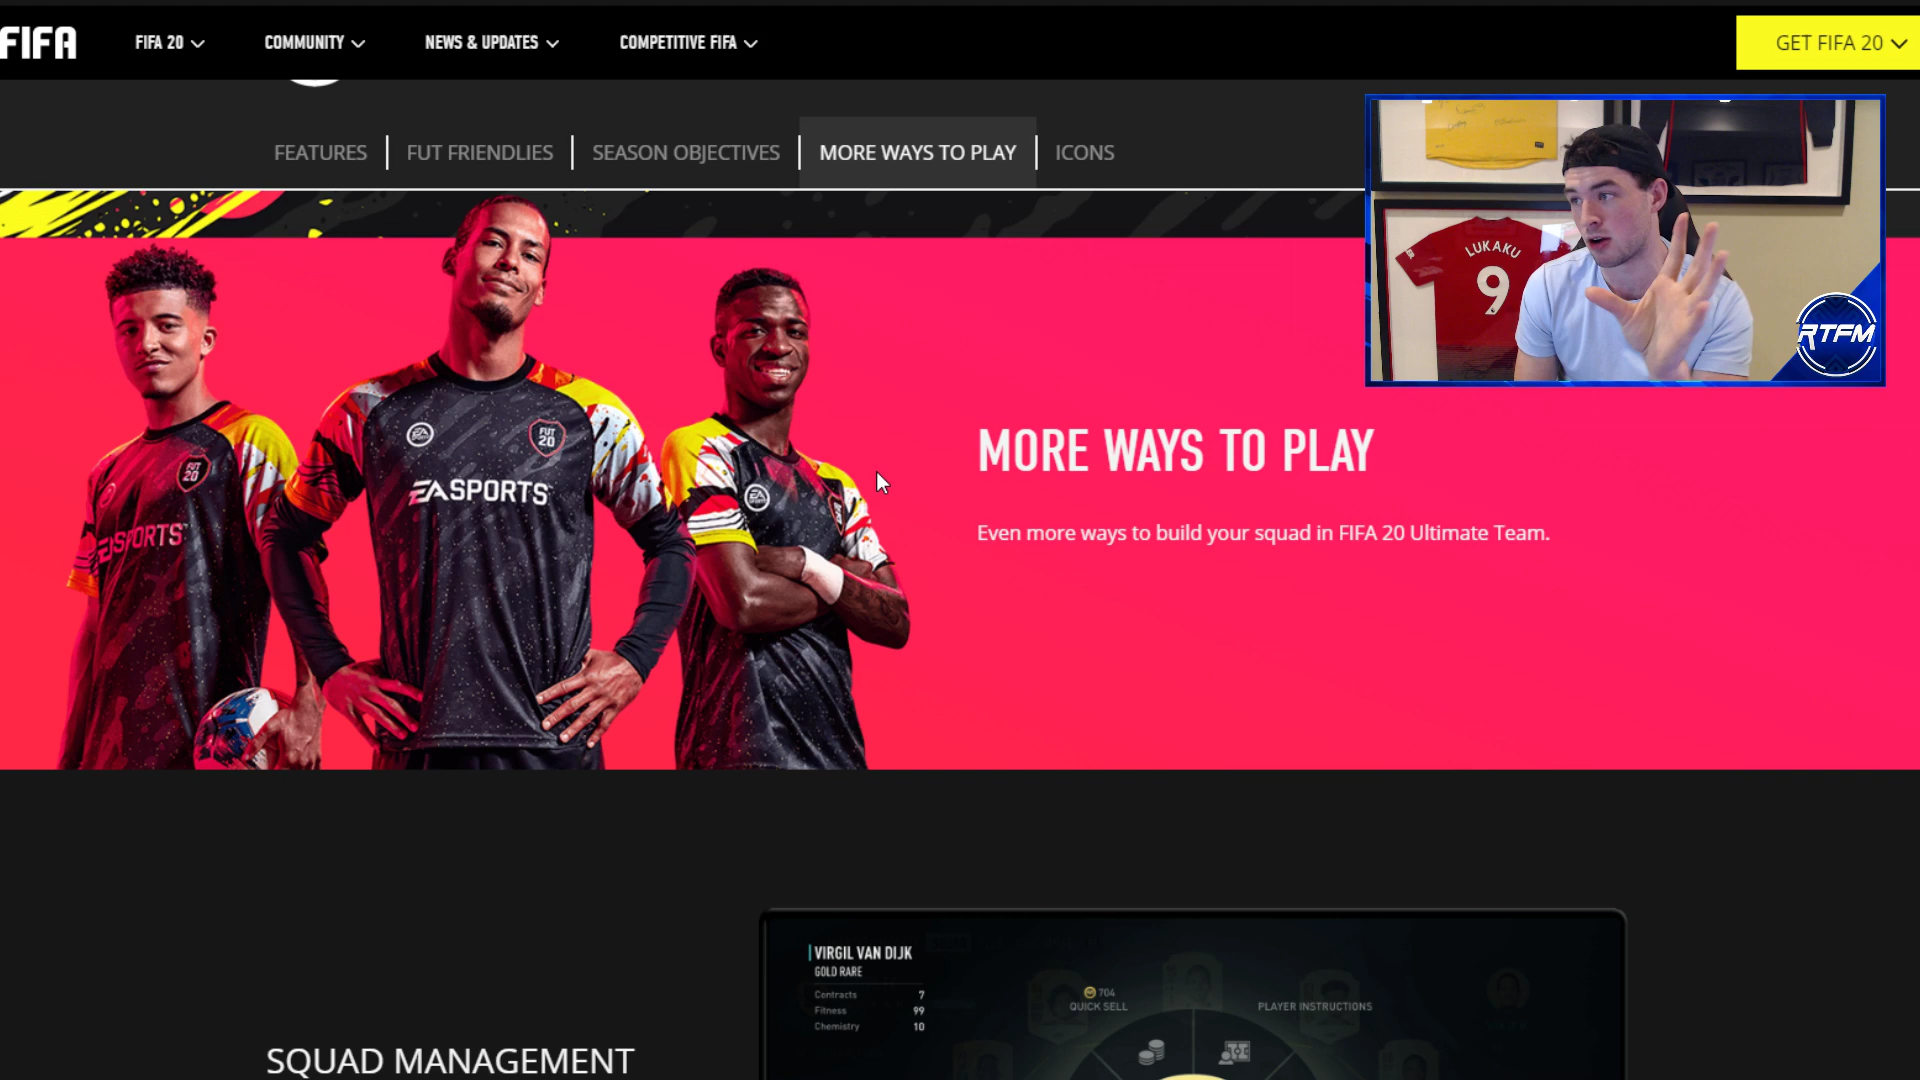 FIFA
FIFA 20
COMMUNITY
NEWS & UPDATES
COMPETITIVE FIFA
GET FIFA 20
FEATURES
FUT FRIENDLIES
SEASON OBJECTIVES
MORE WAYS TO PLAY
ICONS
LUKAKU
9
RTFM
FUT
20
EA SPORTS
FUT
20
EA SPORTS
EA SPORTS
MORE WAYS TO PLAY
Even more ways to build your squad in FIFA 20 Ultimate Team.
VIRGIL VAN DIJK
GOLD RARE
Contracts 7
Fitness 99
Chemistry 10
704
QUICK SELL
PLAYER INSTRUCTIONS
SQUAD MANAGEMENT